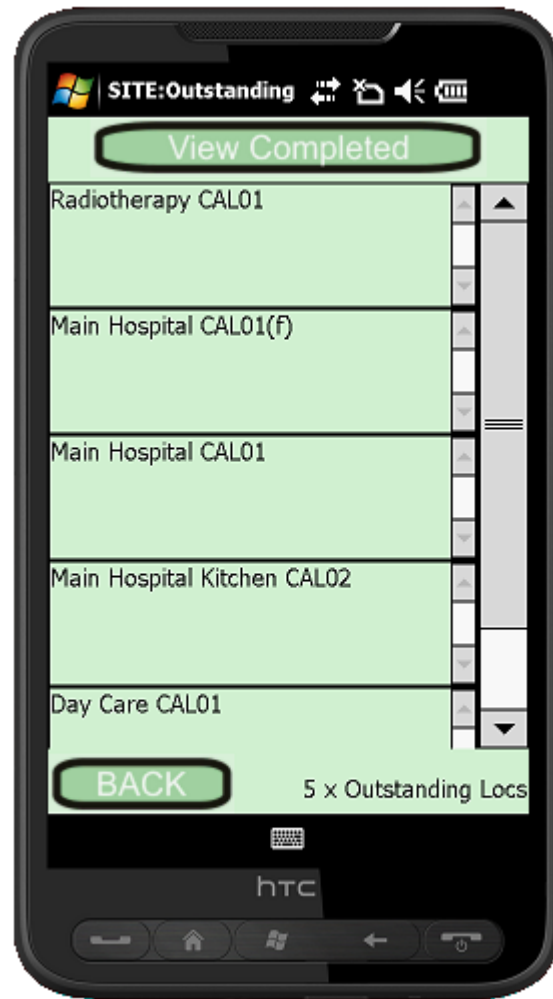 SITE:Outstanding
View Completed
Radiotherapy CAL01
Main Hospital CAL01(f)
Main Hospital CAL01
Main Hospital Kitchen CAL02
Day Care CAL01
BACK
5 x Outstanding Locs
hTC